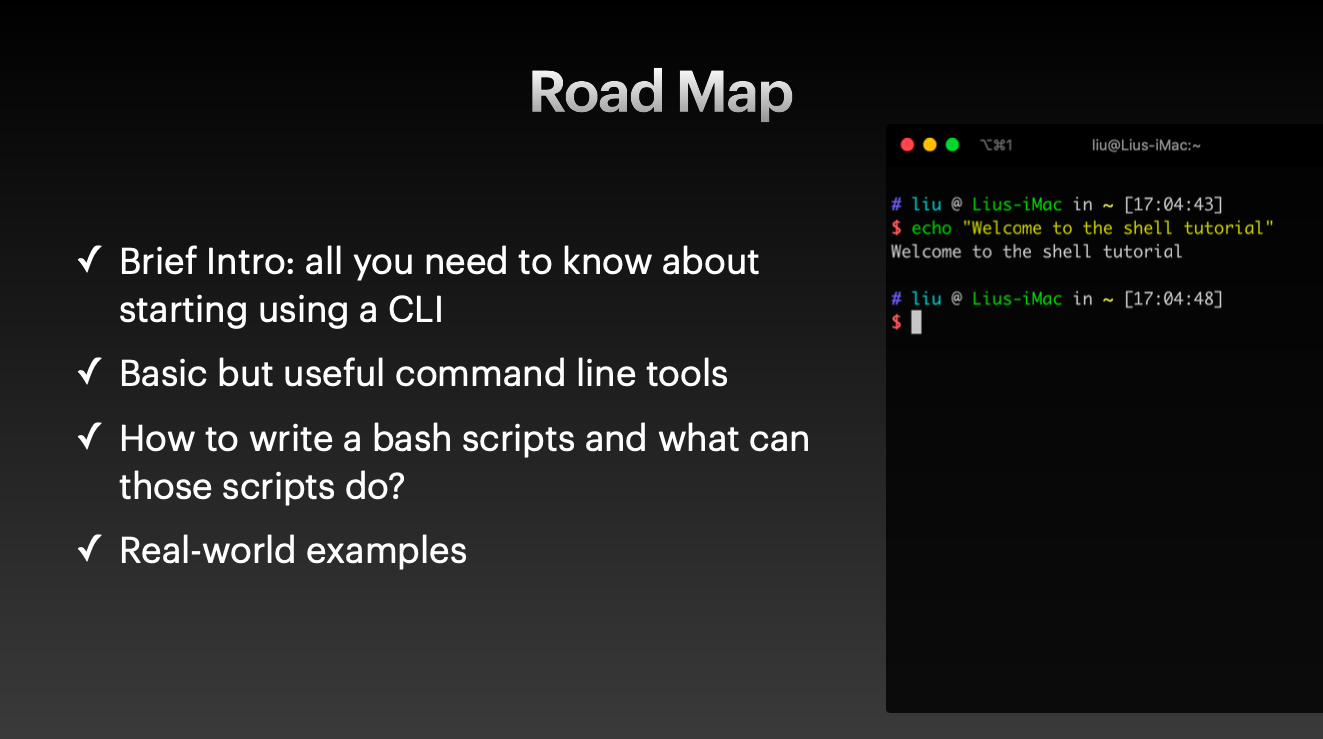 Road Map
✓ Brief Intro: all you need to know about
starting using a CLI
✓ Basic but useful command line tools
✓ How to write a bash scripts and what can
those scripts do?
✓ Real-world examples
⌥⌘1 liu@Lius-iMac:~
# liu @ Lius-iMac in ~ [17:04:43]
$ echo "Welcome to the shell tutorial"
Welcome to the shell tutorial
# liu @ Lius-iMac in ~ [17:04:48]
$